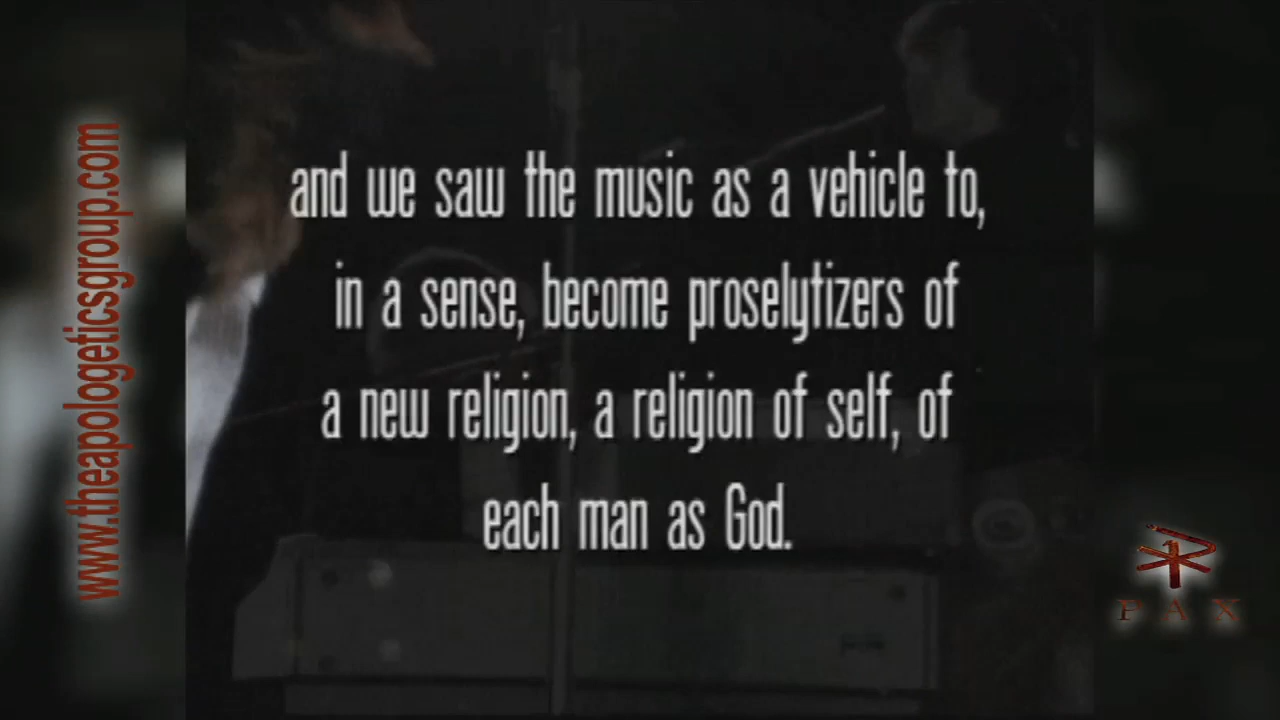 www.theapologeticsgroup.com
and we saw the music as a vehicle to,
in a sense, become proselytizers of
a new religion, a religion of self, of
each man as God.
PAX